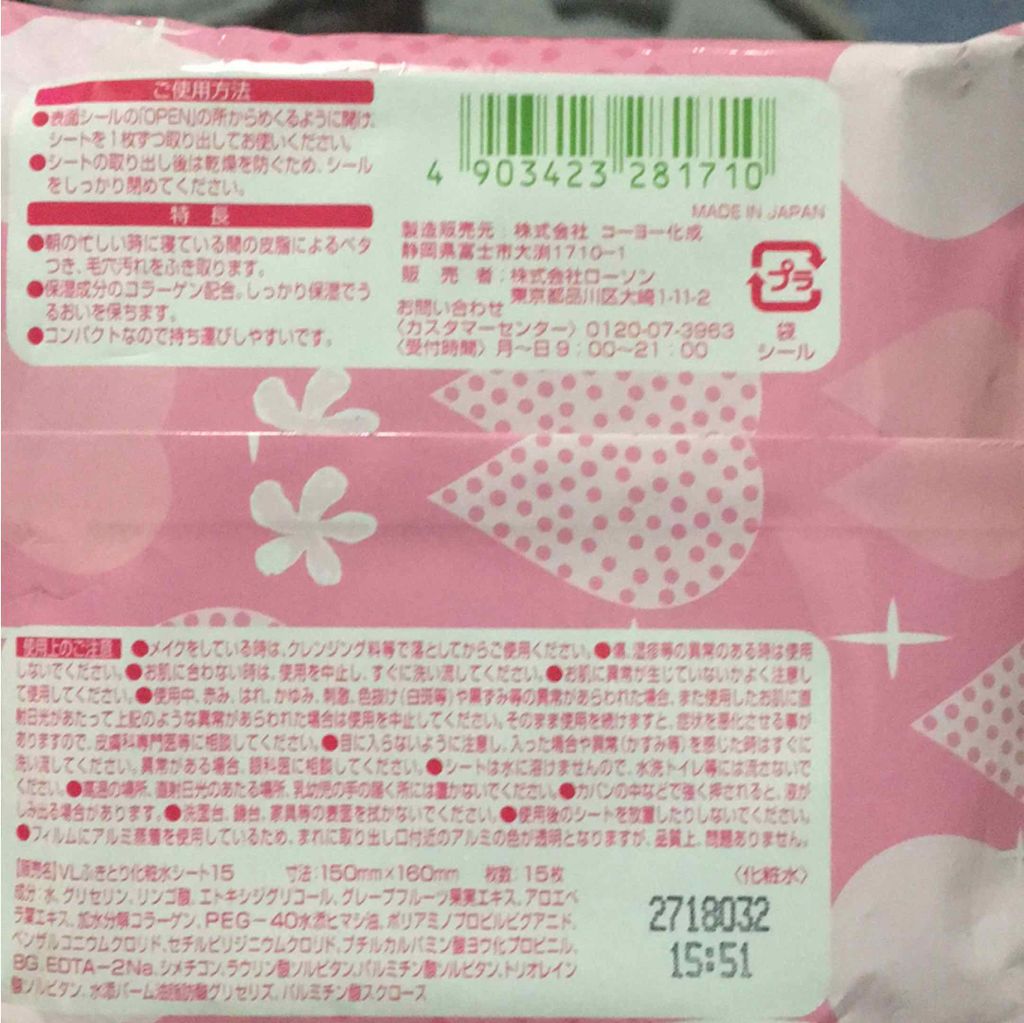 ご使用方法
●表面シールの「OPEN」の所からめくるように開け、
シートを1枚ずつ取り出してお使いください。
●シートの取り出し後は乾燥を防ぐため、シール
をしっかり閉めてください。
特 長
●朝の忙しい時に寝ている間の皮脂によるベタ
つき、毛穴汚れをふき取ります。
●保湿成分のコラーゲン配合。しっかり保湿でう
るおいを保ちます。
●コンパクトなので持ち運びしやすいです。
4 903423 281710
MADE IN JAPAN
製造販売元:株式会社 コーヨー化成
静岡県富士市大渕1710-1
販 売 者:株式会社ローソン
東京都品川区大崎1-11-2
お問い合わせ
〈カスタマーセンター〉0120-07-3963
〈受付時間〉月〜日9:00〜21:00
プラ
袋
シール
使用上のご注意 ●メイクをしている時は、クレンジング料等で落としてからご使用ください。●傷、湿疹等の異常のある時は使用
しないでください。●お肌に合わない時は、使用を中止し、すぐに洗い流してください。●お肌に異常が生じていないかよく注意し
て使用してください。●使用中、赤み、はれ、かゆみ、刺激、色抜け(白斑等)や黒ずみ等の異常があらわれた場合、また使用したお肌に直
射日光があたって上記のような異常があらわれた場合は使用を中止してください。そのまま使用を続けますと、症状を悪化させる事が
ありますので、皮膚科専門医等に相談してください。●目に入らないように注意し、入った場合や異常(かすみ等)を感じた時はすぐに
洗い流してください。異常がある場合、眼科医に相談してください。●シートは水に溶けませんので、水洗トイレ等には流さないで
ください。●高温の場所、直射日光のあたる場所、乳幼児の手の届く所には置かないでください。●カバンの中などで強く押されると、液が
しみ出る場合があります。●洗面台、鏡台、家具等の表面を拭かないでください。●使用後のシートを放置したりしないでください。
●フィルムにアルミ蒸着を使用しているため、まれに取り出し口付近のアルミの色が透明となりますが、品質上、問題ありません。
【販売名】VLふきとり化粧水シート15 寸法:150mm×160mm 枚数:15枚 〈化粧水〉
成分:水、グリセリン、リンゴ酸、エトキシジグリコール、グレープフルーツ果実エキス、アロエベ
ラ葉エキス、加水分解コラーゲン、PEG-40水添ヒマシ油、ポリアミノプロピルビグアニド、
ベンザルコニウムクロリド、セチルピリジニウムクロリド、ブチルカルバミン酸ヨウ化プロピニル、
BG、EDTA-2Na、シメチコン、ラウリン酸ソルビタン、パルミチン酸ソルビタン、トリオレイン
酸ソルビタン、水添パーム油脂肪酸グリセリズ、パルミチン酸スクロース
2718032
15:51